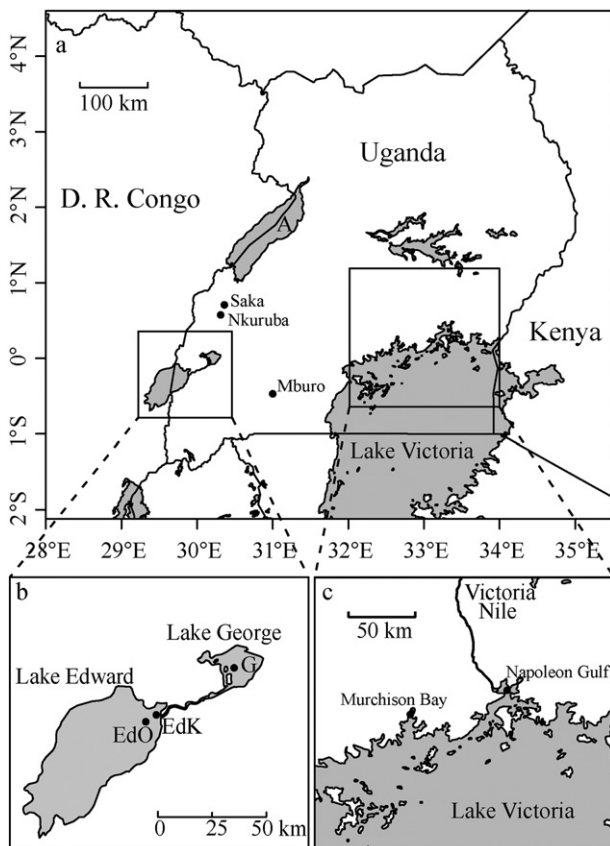 a
4°N
3°N
2°N
1°N
0°
1°S
2°S
100 km
Uganda
D. R. Congo
A
Saka
Nkuruba
Kenya
Mburo
Lake Victoria
28°E
29°E
30°E
31°E
32°E
33°E
34°E
35°E
b
Lake George
G
Lake Edward
EdO
EdK
0 25 50 km
c
Victoria
Nile
50 km
Napoleon Gulf
Murchison Bay
Lake Victoria